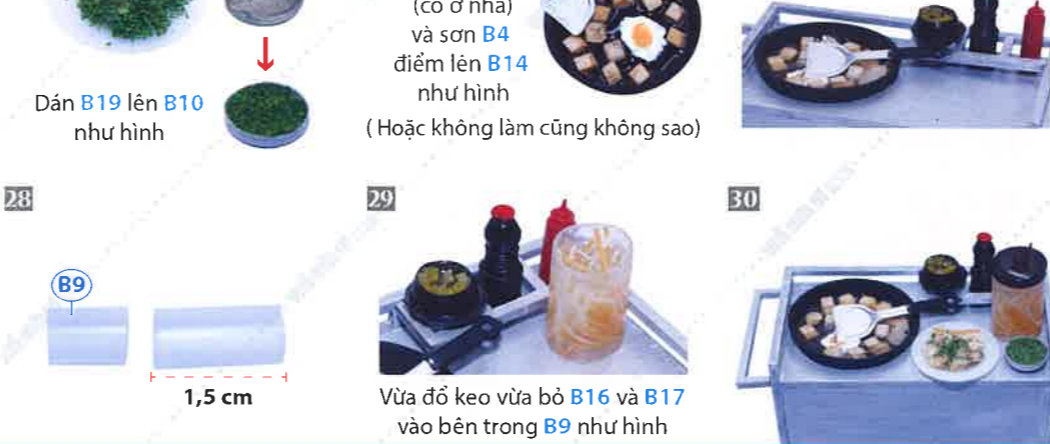 Dán B19 lên B10
như hình
(có ở nhà)
và sơn B4
điểm lên B14
như hình
( Hoặc không làm cũng không sao)
28
B9
1,5 cm
29
Vừa đổ keo vừa bỏ B16 và B17
vào bên trong B9 như hình
30